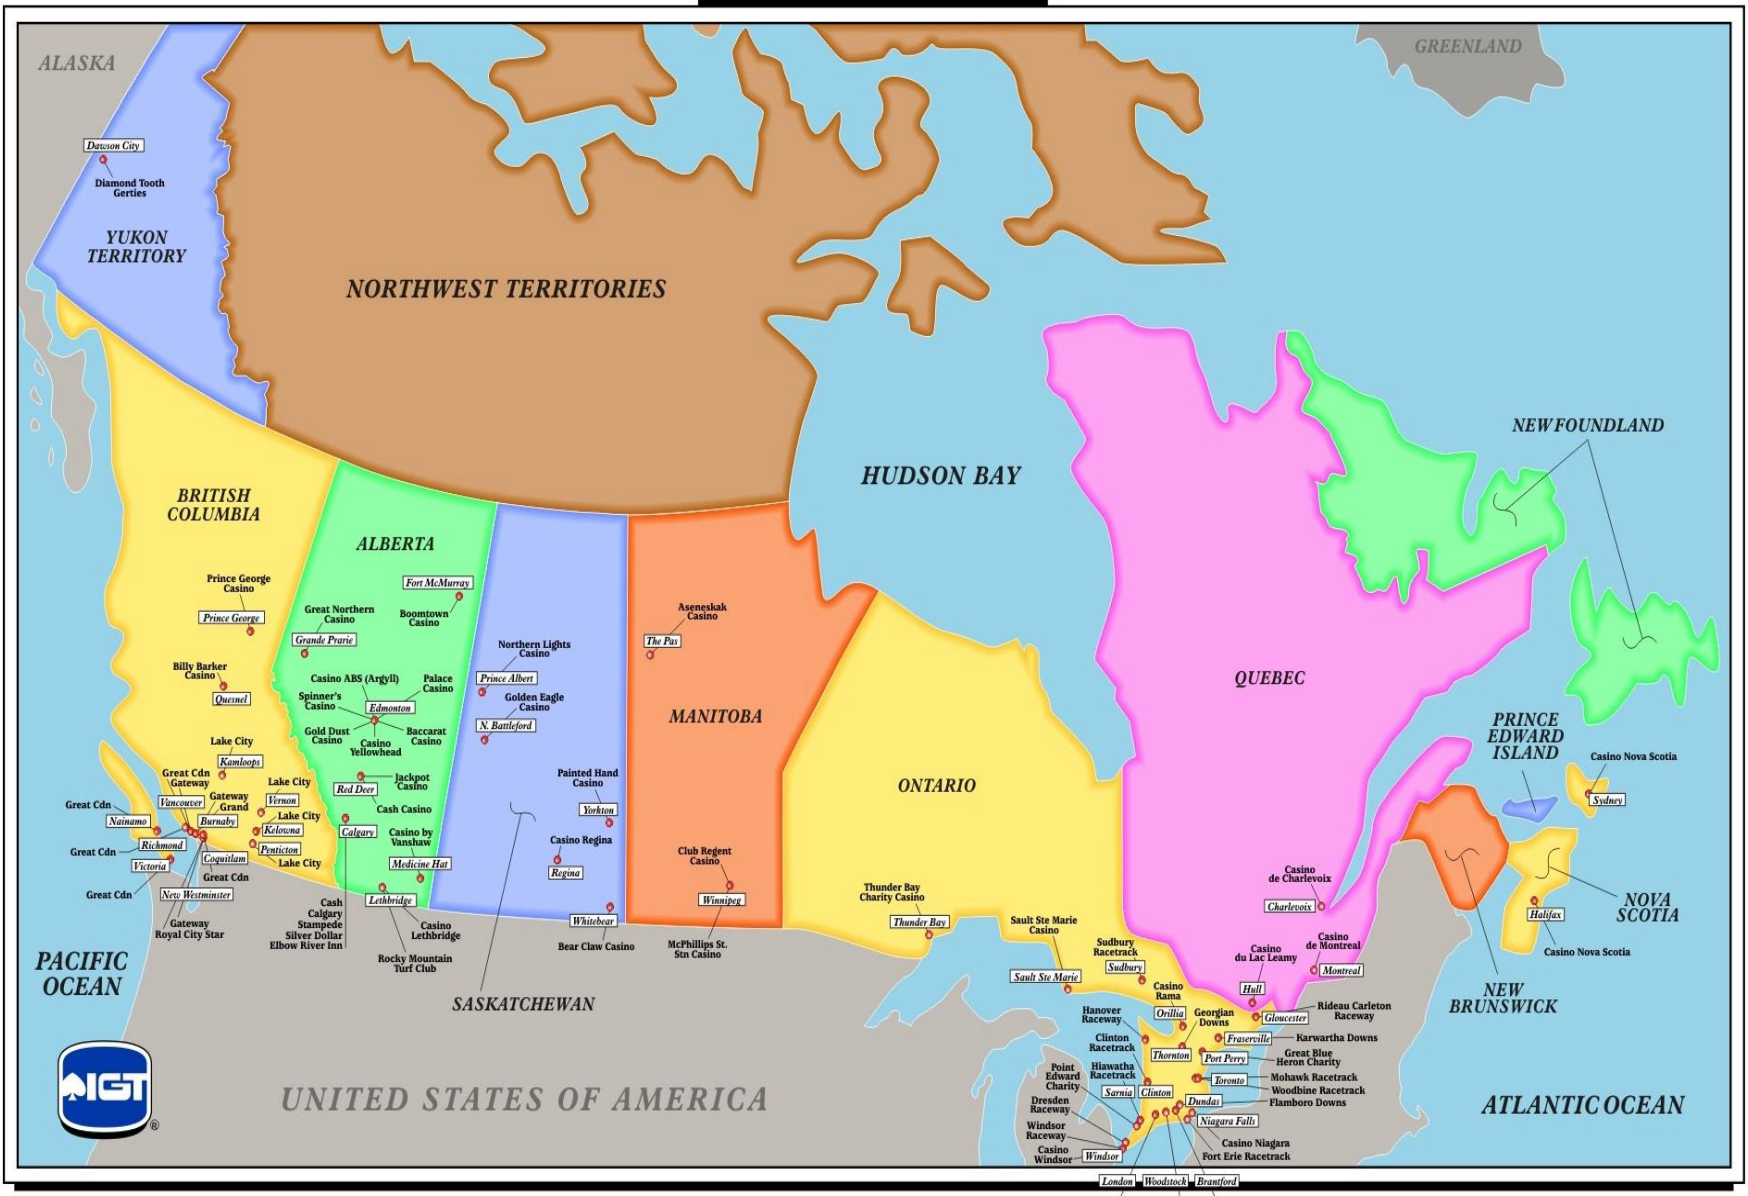 ALASKA
GREENLAND
Dawson City
Diamond Tooth
Gerties
YUKON
TERRITORY
NORTHWEST TERRITORIES
HUDSON BAY
NEWFOUNDLAND
BRITISH
COLUMBIA
Prince George
Casino
Prince George
Billy Barker
Casino
Quesnel
Lake City
Kamloops
Great Cdn
Gateway
Vancouver
Gateway
Grand
Burnaby
Lake City
Vernon
Lake City
Kelowna
Penticton
Lake City
Great Cdn
Nainamo
Richmond
Great Cdn
Victoria
Great Cdn
Coquitlam
Great Cdn
New Westminster
Gateway
Royal City Star
ALBERTA
Fort McMurray
Boomtown
Casino
Great Northern
Casino
Grande Prarie
Casino ABS (Argyll)
Palace
Casino
Spinner's
Casino
Edmonton
Gold Dust
Casino
Casino
Yellowhead
Baccarat
Casino
Jackpot
Casino
Red Deer
Cash Casino
Calgary
Casino by
Vanshaw
Medicine Hat
Lethbridge
Casino
Lethbridge
Rocky Mountain
Turf Club
Cash
Calgary
Stampede
Silver Dollar
Elbow River Inn
Northern Lights
Casino
Prince Albert
Golden Eagle
Casino
N. Battleford
Painted Hand
Casino
Yorkton
Casino Regina
Regina
Whitebear
Bear Claw Casino
SASKATCHEWAN
Aseneskak
Casino
The Pas
MANITOBA
Club Regent
Casino
Winnipeg
McPhillips St.
Stn Casino
ONTARIO
Thunder Bay
Charity Casino
Thunder Bay
Sault Ste Marie
Casino
Sault Ste Marie
Sudbury
Racetrack
Sudbury
Casino
Rama
Orillia
Hanover
Raceway
Georgian
Downs
Clinton
Racetrack
Thornton
Hiawatha
Racetrack
Point
Edward
Charity
Sarnia
Clinton
Dresden
Raceway
Windsor
Raceway
Casino
Windsor
Windsor
London
Woodstock
Brantford
Rideau Carleton
Raceway
Gloucester
Fraserville
Karwartha Downs
Port Perry
Great Blue
Heron Charity
Toronto
Mohawk Racetrack
Woodbine Racetrack
Dundas
Flamboro Downs
Niagara Falls
Casino Niagara
Fort Erie Racetrack
QUEBEC
Casino
de Charlevoix
Charlevoix
Casino
de Montreal
Montreal
Casino
du Lac Leamy
Hull
PRINCE
EDWARD
ISLAND
Casino Nova Scotia
Sydney
NOVA
SCOTIA
Halifax
Casino Nova Scotia
NEW
BRUNSWICK
PACIFIC
OCEAN
IGT
®
UNITED STATES OF AMERICA
ATLANTIC OCEAN